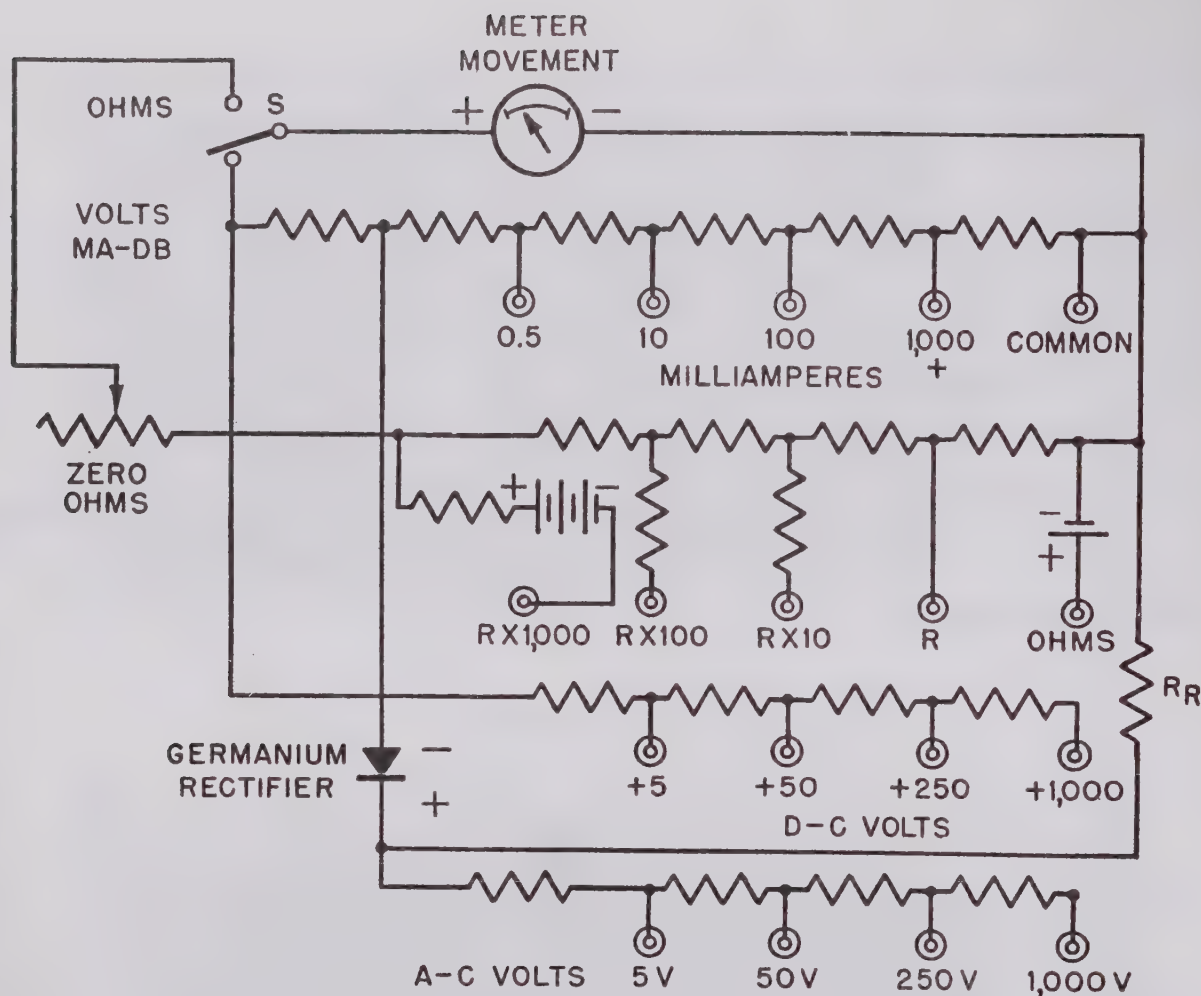 METER
MOVEMENT
OHMS S + −
VOLTS
MA-DB
0.5 10 100 1,000 COMMON
MILLIAMPERES +
ZERO
OHMS
+ − −
+
RX1,000 RX100 RX10 R OHMS
RR
GERMANIUM
RECTIFIER
−
+
+5 +50 +250 +1,000
D-C VOLTS
A-C VOLTS 5V 50V 250V 1,000V